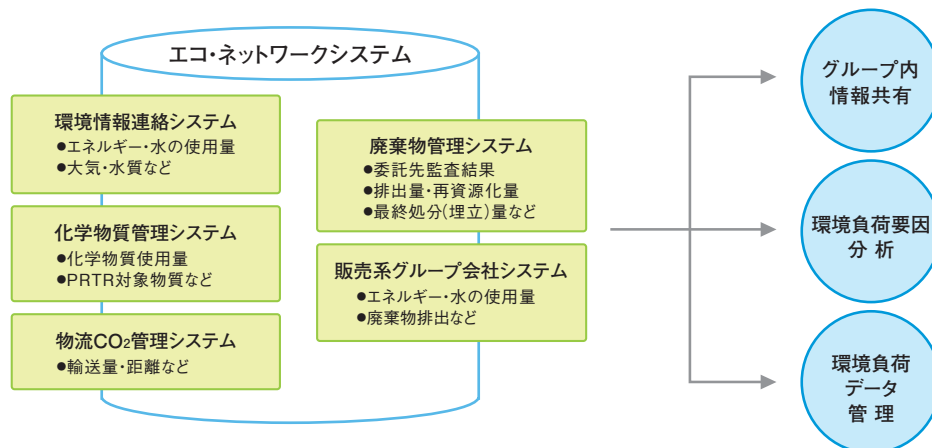 エコ・ネットワークシステム
環境情報連絡システム
●エネルギー・水の使用量
●大気・水質など
化学物質管理システム
●化学物質使用量
●PRTR対象物質など
物流CO₂管理システム
●輸送量・距離など
廃棄物管理システム
●委託先監査結果
●排出量・再資源化量
●最終処分(埋立)量など
販売系グループ会社システム
●エネルギー・水の使用量
●廃棄物排出など
グループ内
情報共有
環境負荷要因
分 析
環境負荷
データ
管 理